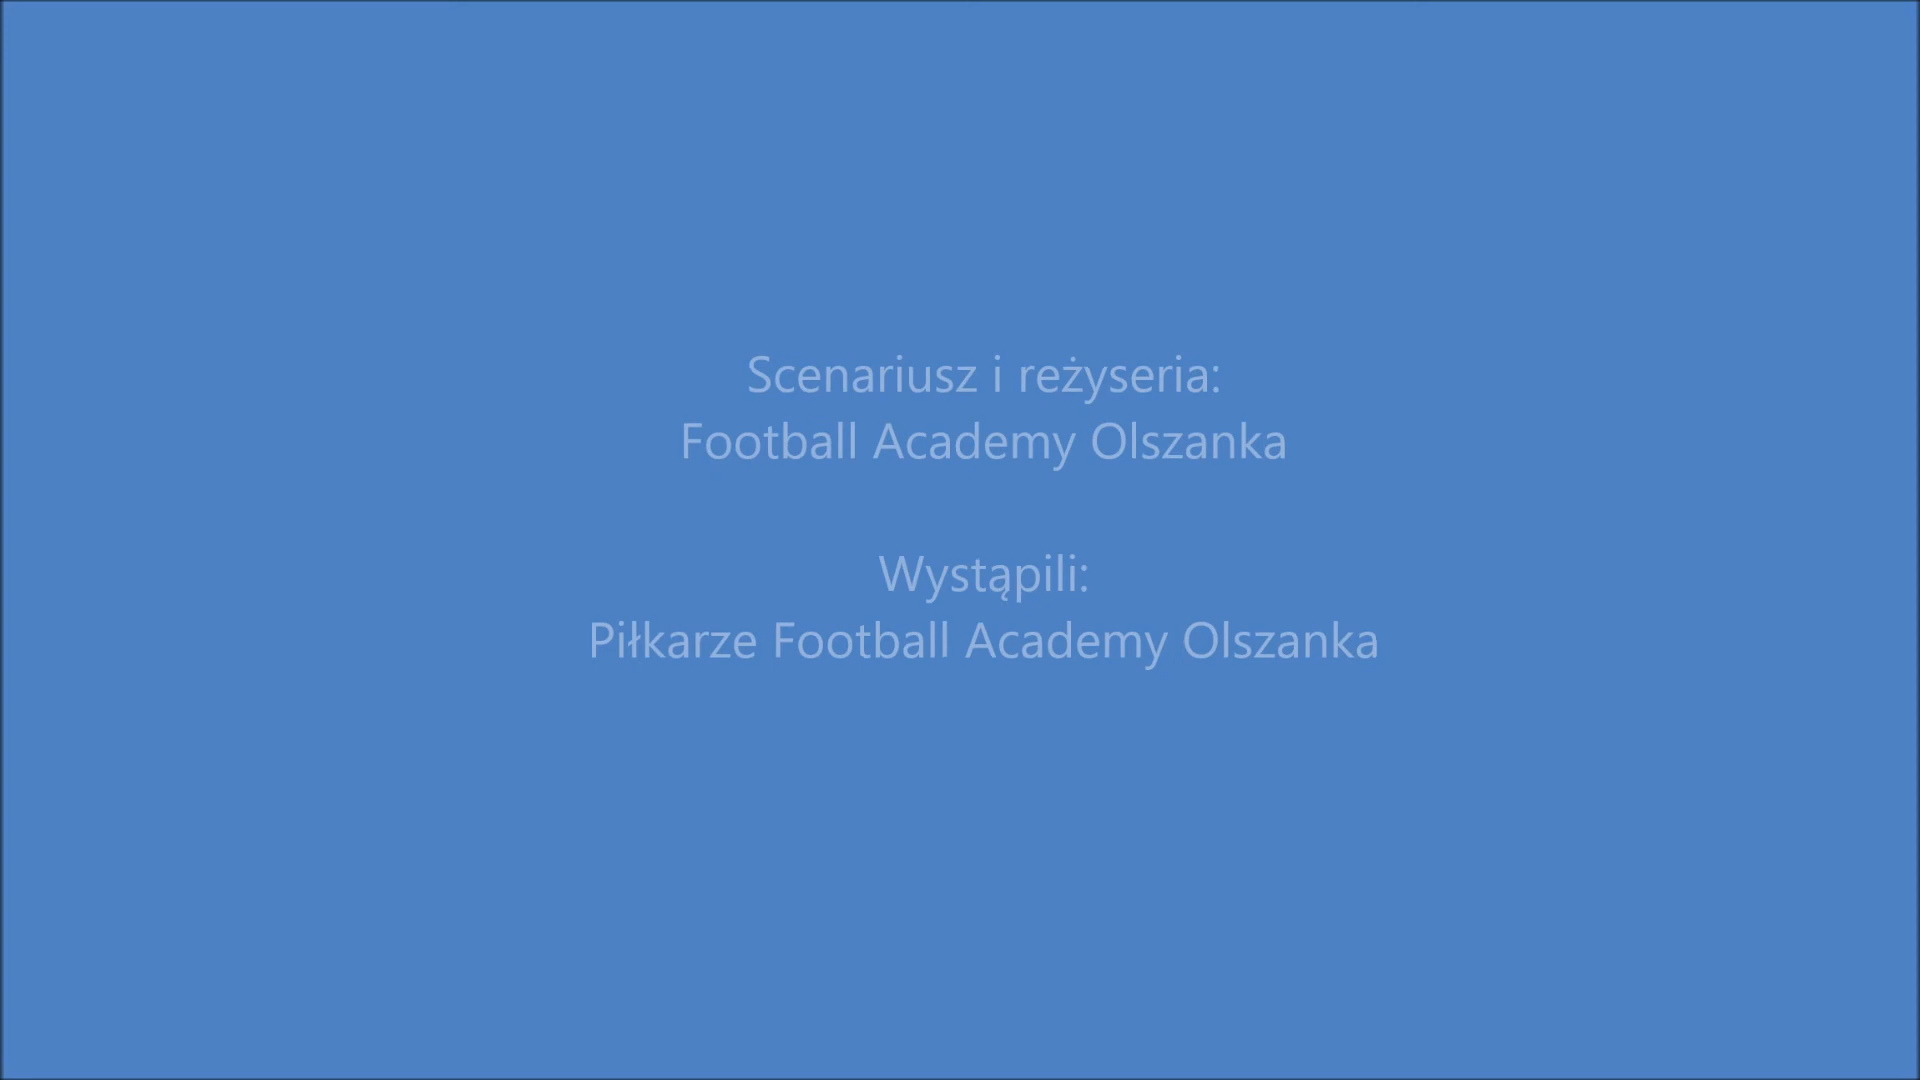 Scenariusz i reżyseria:
Football Academy Olszanka
Wystąpili:
Piłkarze Football Academy Olszanka